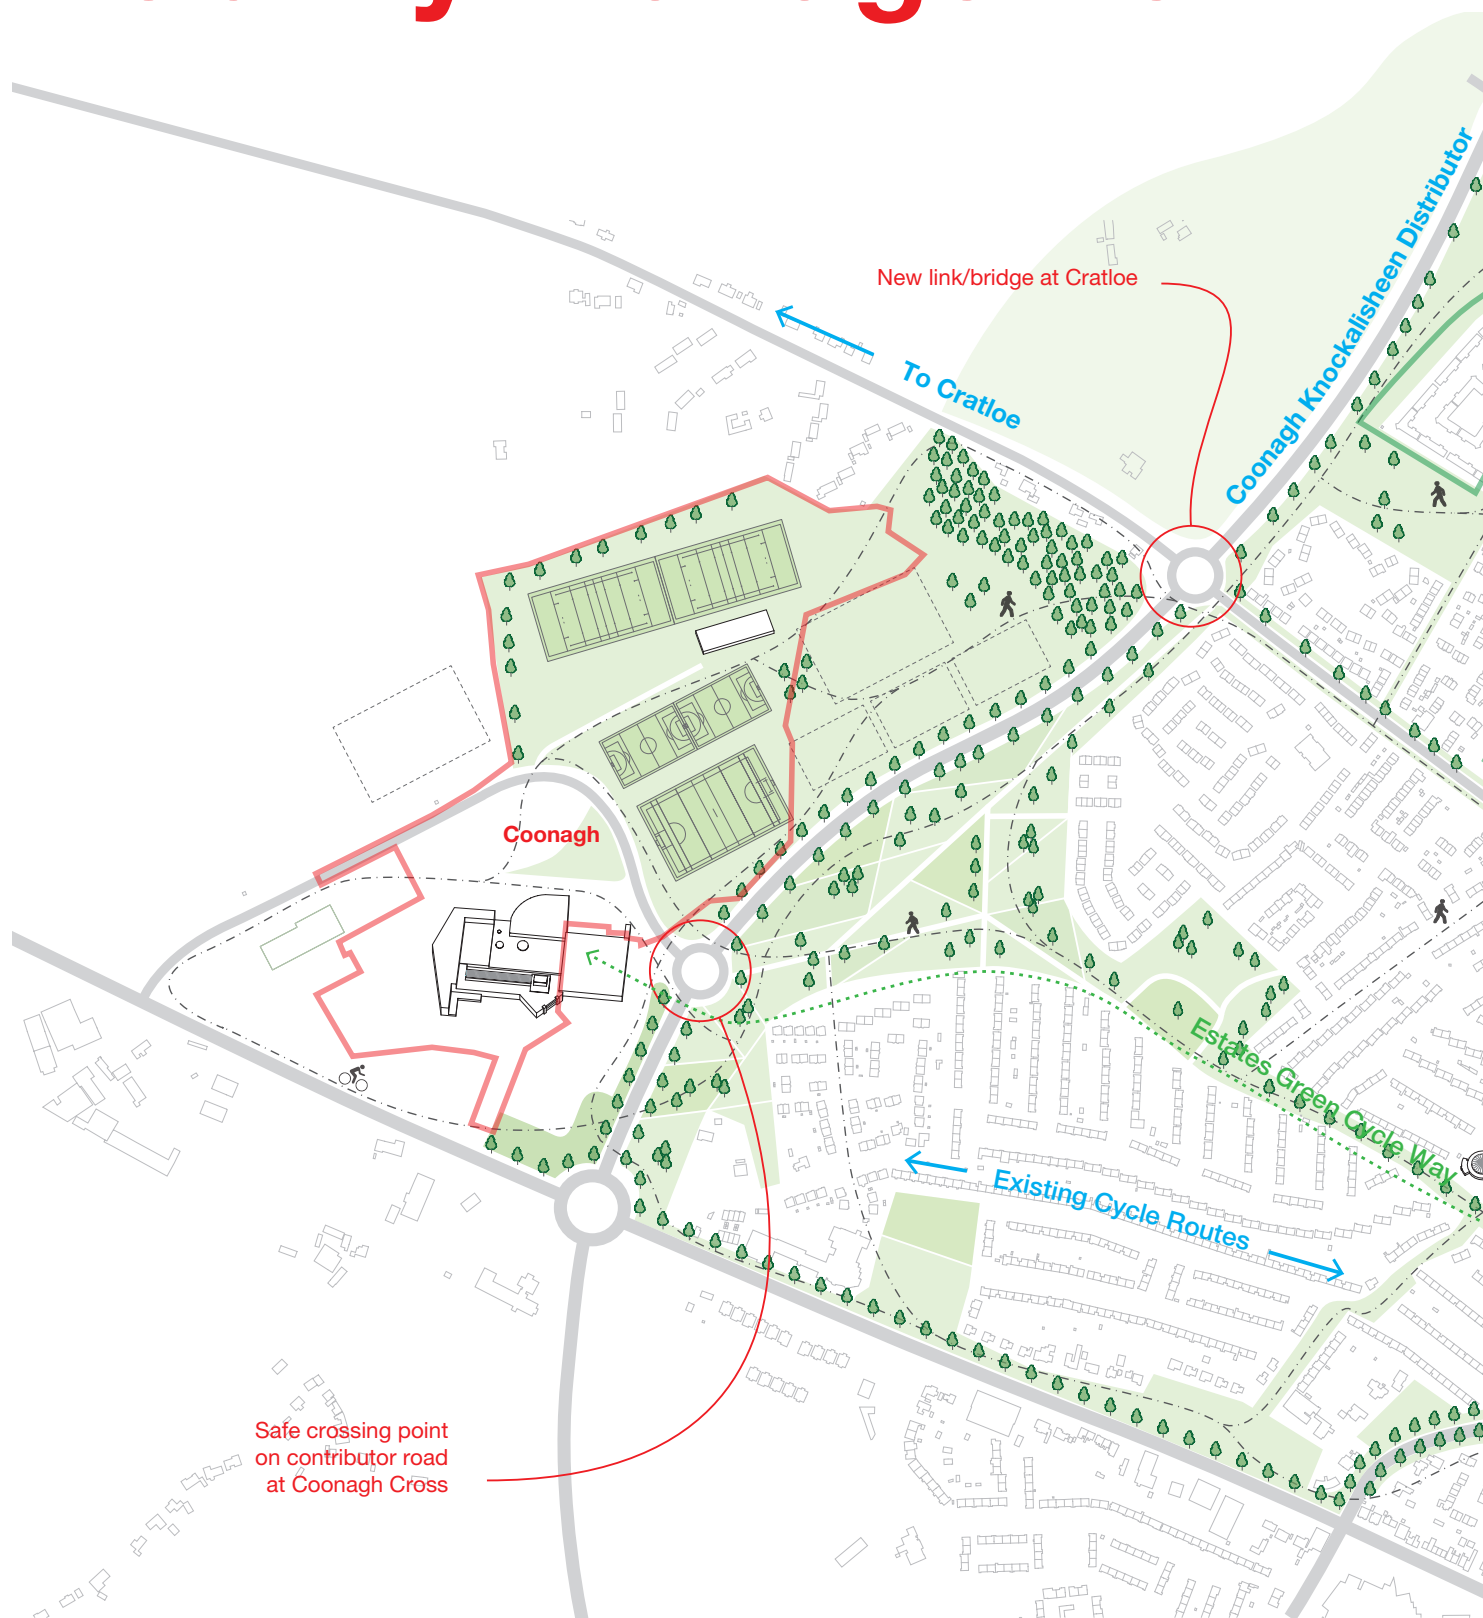 New link/bridge at Cratloe
Coonagh Knockalisheen Distributor
To Cratloe
Coonagh
Estates Green Cycle Way
Existing Cycle Routes
Safe crossing point
on contributor road
at Coonagh Cross